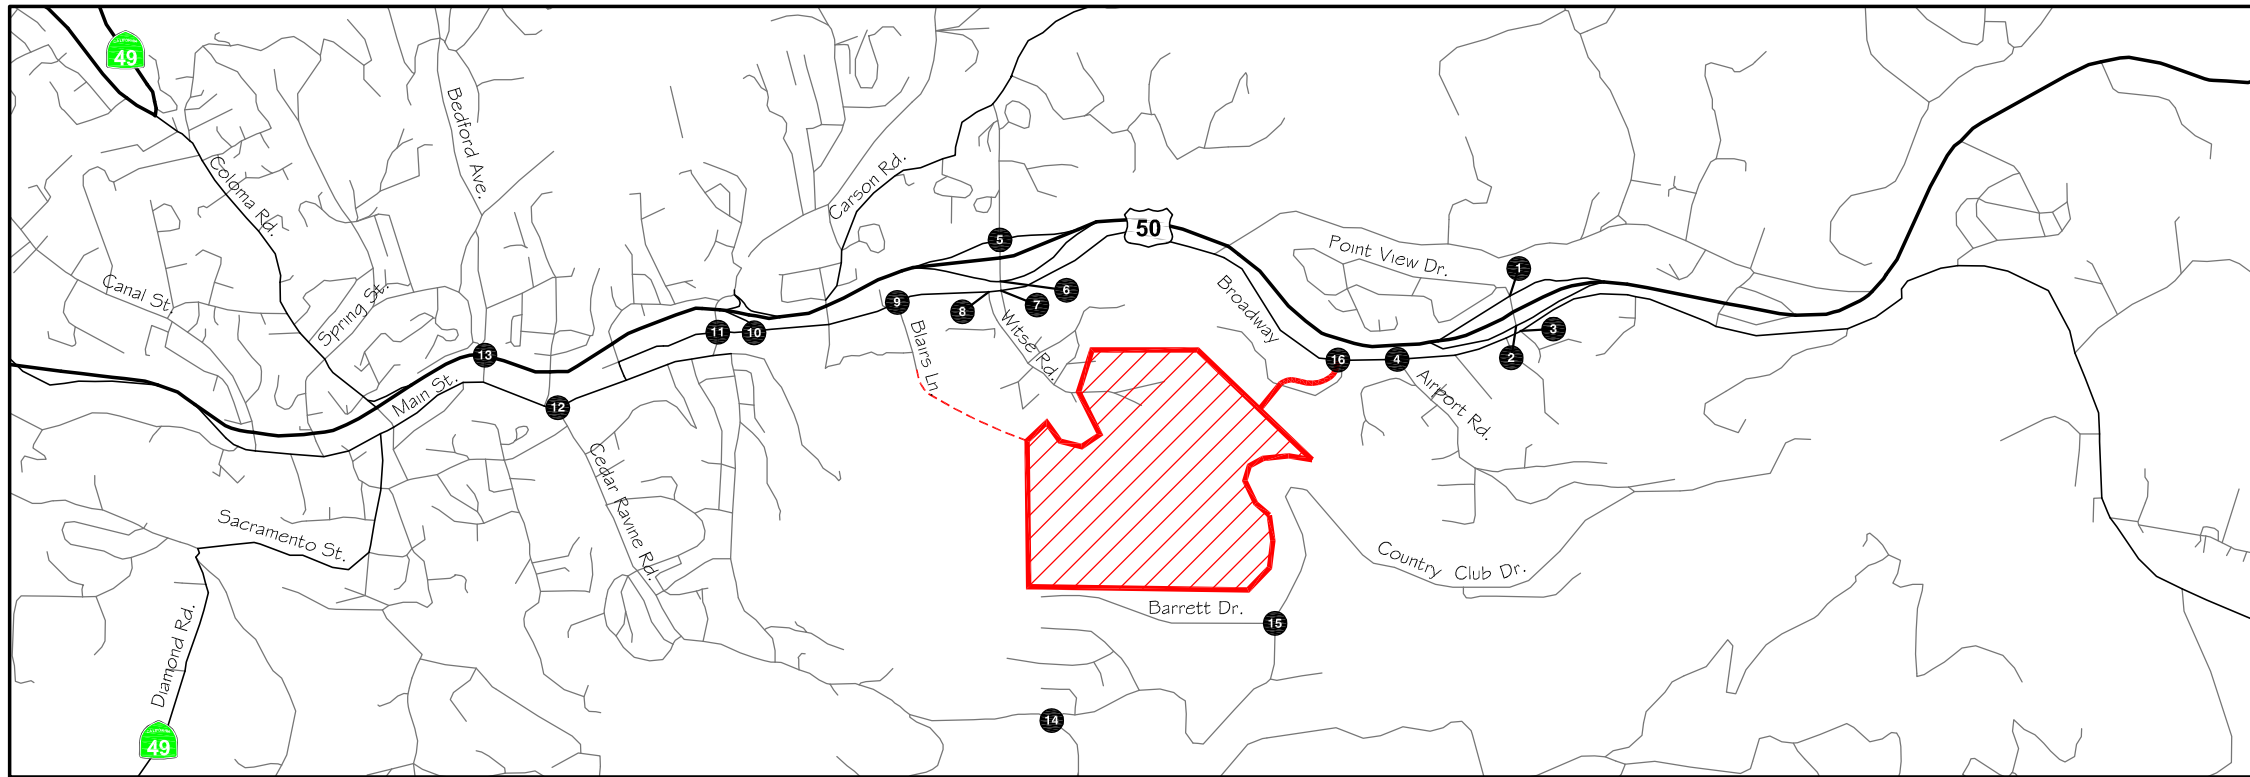 49
Bedford Ave.
Coloma Rd.
Carson Rd.
50
5
Point View Dr.
1
Canal St.
Spring St.
Broadway
6
9
7
8
11
10
Witse Rd.
Blairs Ln.
3
2
13
16
4
Main St.
Airport Rd.
12
Cedar Ravine Rd.
Sacramento St.
Country Club Dr.
Diamond Rd.
Barrett Dr.
15
14
49